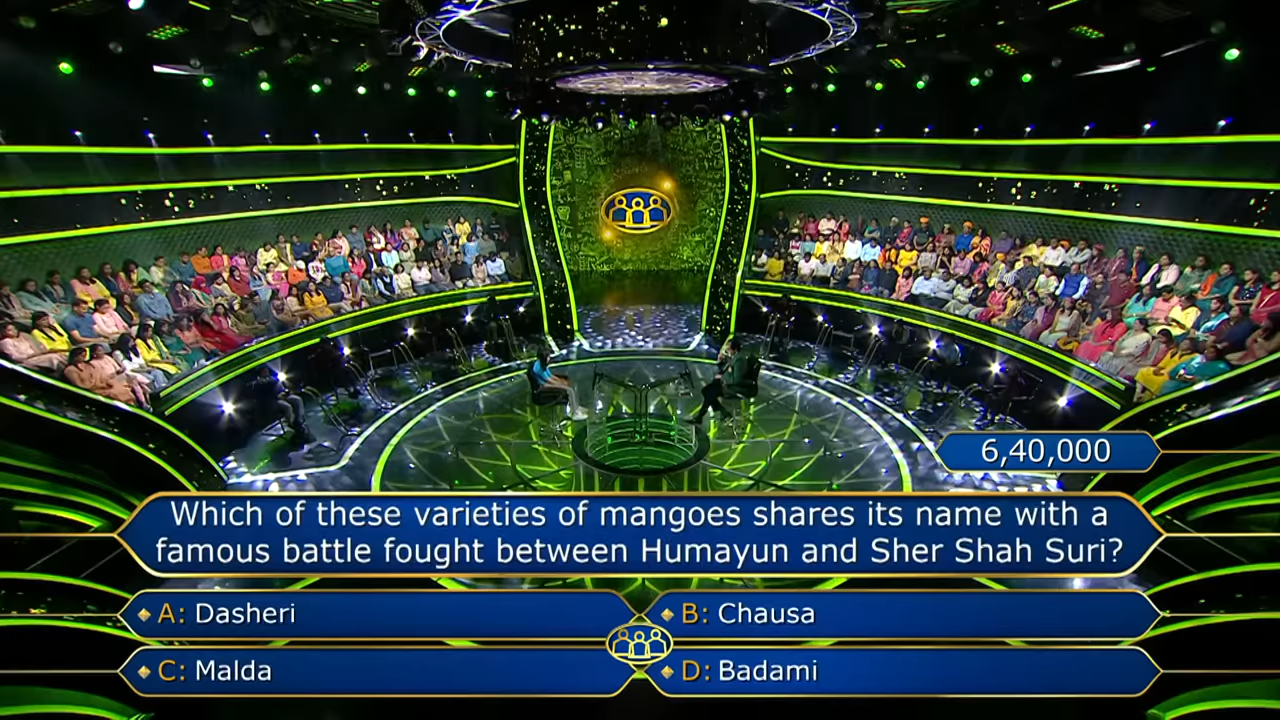 6,40,000
Which of these varieties of mangoes shares its name with a
famous battle fought between Humayun and Sher Shah Suri?
A: Dasheri
B: Chausa
C: Malda
D: Badami